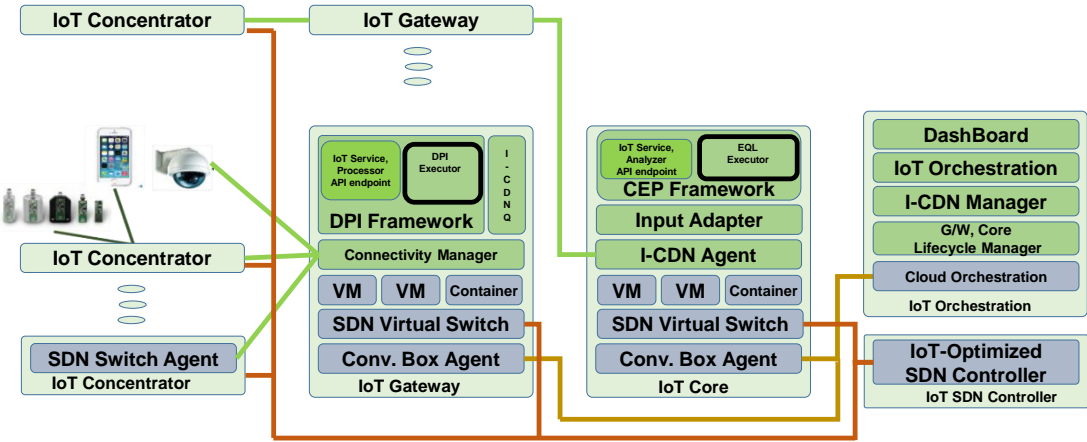 IoT Concentrator
IoT Gateway
IoT Service,
Processor
API endpoint
DPI
Executor
I
-
C
D
N
Q
DPI Framework
Connectivity Manager
VM
VM
Container
SDN Virtual Switch
Conv. Box Agent
IoT Gateway
IoT Concentrator
SDN Switch Agent
IoT Concentrator
IoT Service,
Analyzer
API endpoint
EQL
Executor
CEP Framework
Input Adapter
I-CDN Agent
VM
VM
Container
SDN Virtual Switch
Conv. Box Agent
IoT Core
DashBoard
IoT Orchestration
I-CDN Manager
G/W, Core
Lifecycle Manager
Cloud Orchestration
IoT Orchestration
IoT-Optimized
SDN Controller
IoT SDN Controller